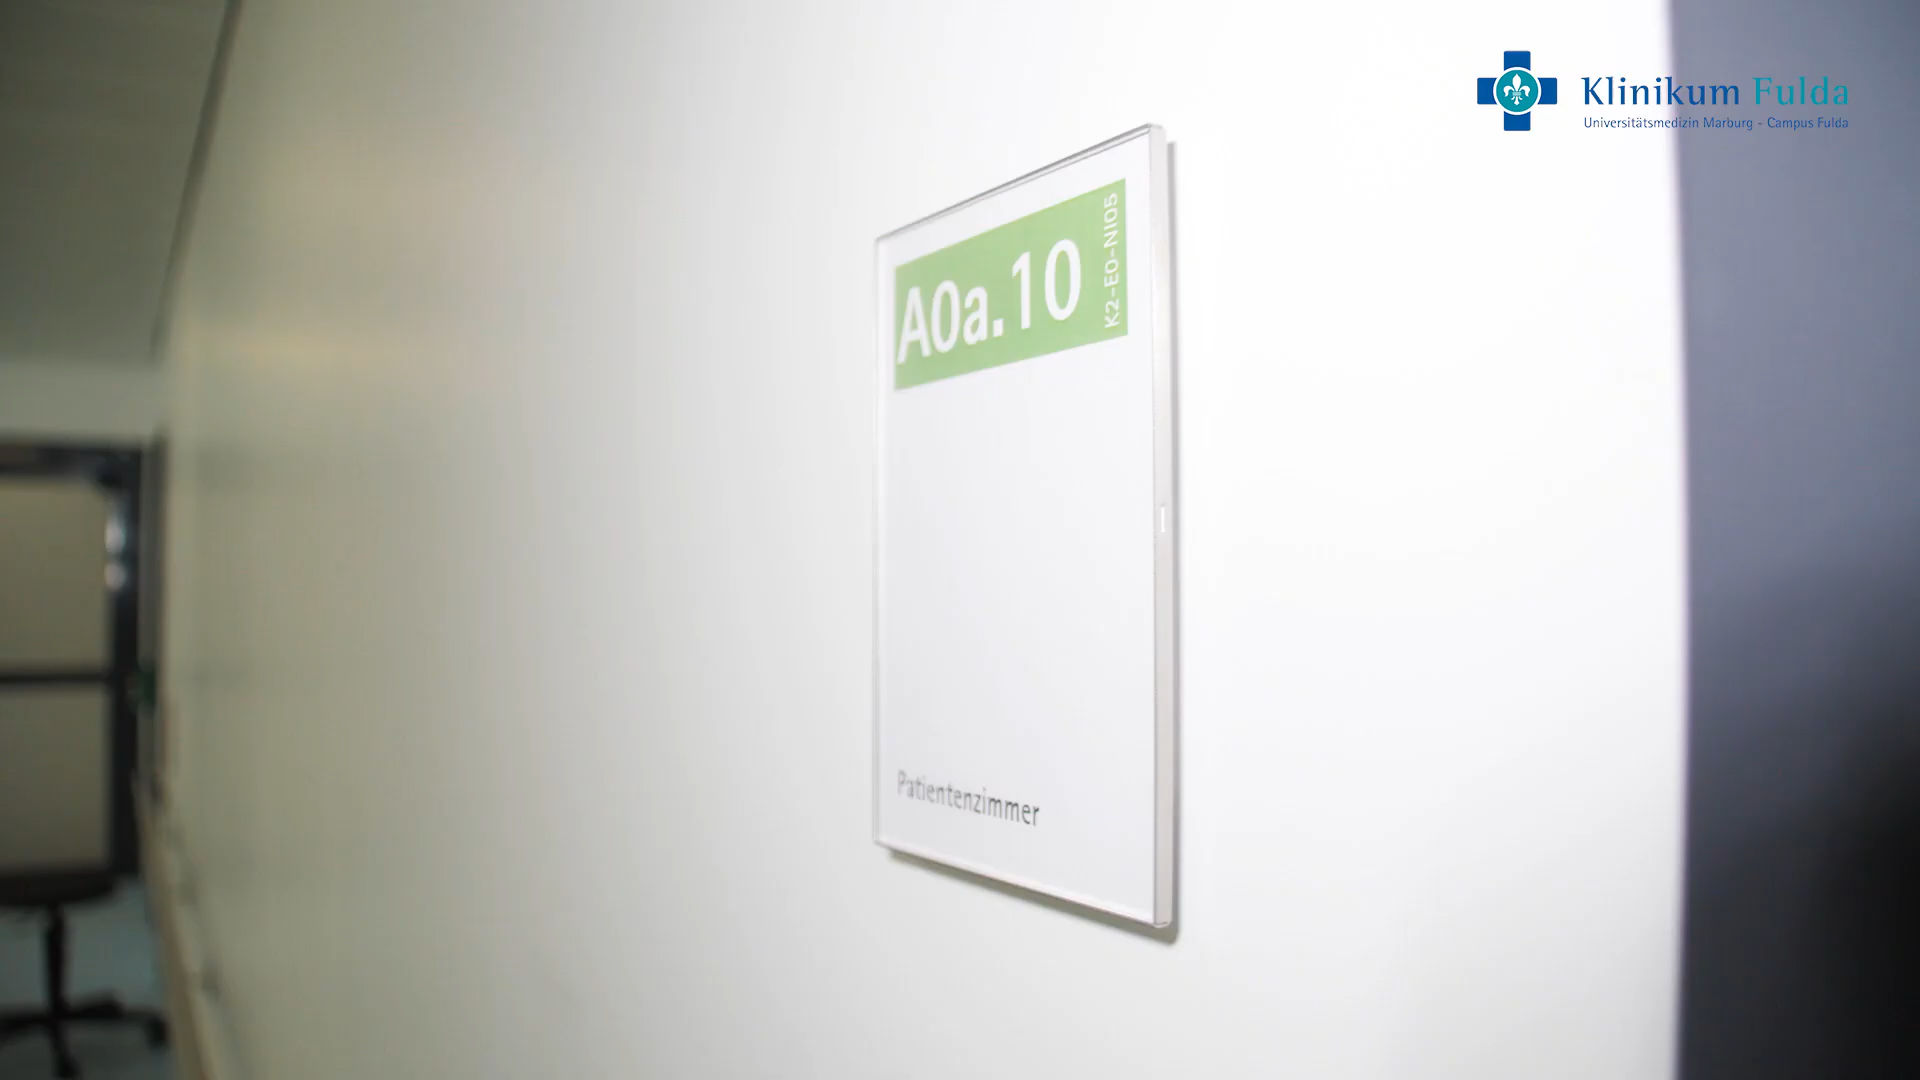 Klinikum Fulda
Universitätsmedizin Marburg - Campus Fulda
A0a.10
K2-E0-NI05
Patientenzimmer